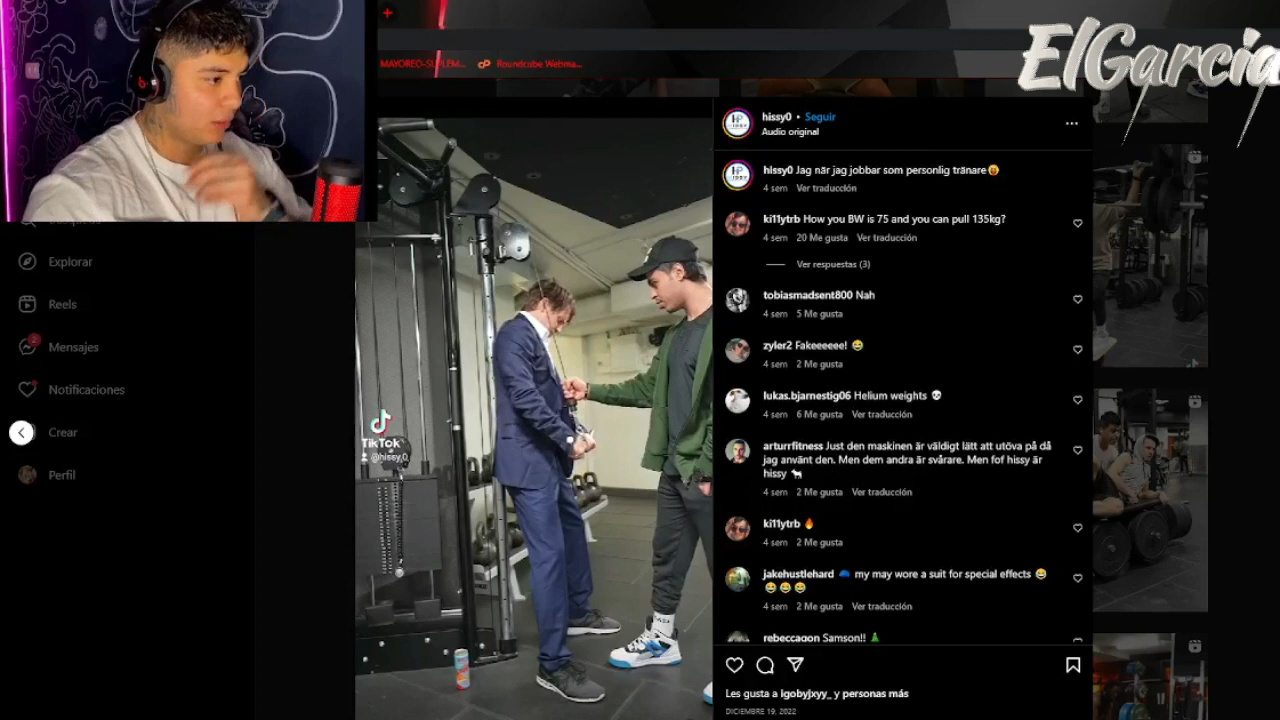 MAYOREO-SUPLEM...
Roundcube Webma...
ElGarcia
hissy0 • Seguir
Audio original
hissy0 Jag när jag jobbar som personlig tränare
4 sem Ver traducción
ki11ytrb How you BW is 75 and you can pull 135kg?
4 sem 20 Me gusta Ver traducción
Ver respuestas (3)
tobiasmadsent800 Nah
4 sem 5 Me gusta
zyler2 Fakeeeeee! 😂
4 sem 2 Me gusta
lukas.bjarnestig06 Helium weights 💀
4 sem 6 Me gusta Ver traducción
arturrfitness Just den maskinen är väldigt lätt att utöva på då
jag använt den. Men dem andra är svårare. Men fof hissy är
hissy 🐐
4 sem 2 Me gusta Ver traducción
ki11ytrb 🔥
4 sem 2 Me gusta
jakehustlehard 🧢 my may wore a suit for special effects 😂
😂😂😂
4 sem 2 Me gusta Ver traducción
rebeccagon Samson!!
Les gusta a igobyjxyy_ y personas más
DICIEMBRE 19, 2022
Explorar
Reels
Mensajes
Notificaciones
Crear
Perfil
TikTok
@hissy0